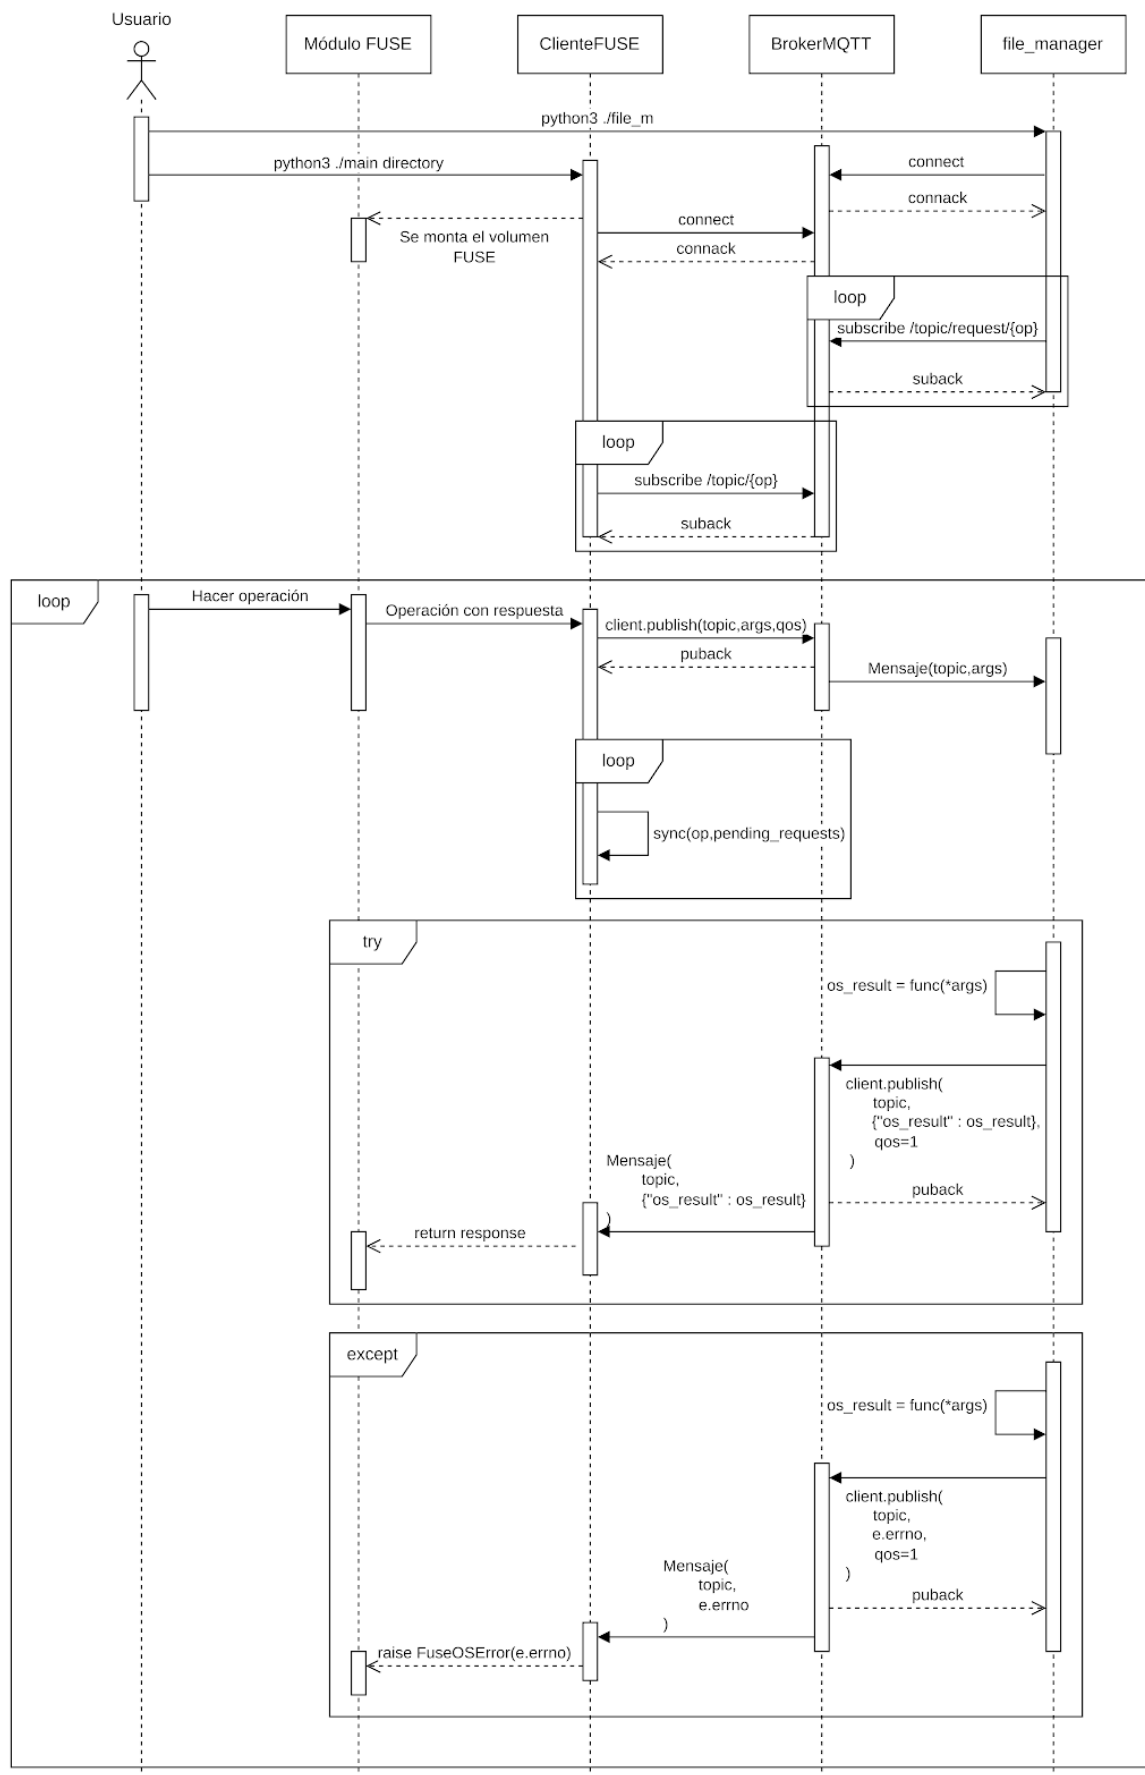 Usuario
Módulo FUSE
ClienteFUSE
BrokerMQTT
file_manager
python3 ./file_m
python3 ./main directory
connect
connack
Se monta el volumen
FUSE
connect
connack
loop
subscribe /topic/request/{op}
suback
loop
subscribe /topic/{op}
suback
loop
Hacer operación
Operación con respuesta
client.publish(topic,args,qos)
puback
Mensaje(topic,args)
loop
sync(op,pending_requests)
try
os_result = func(*args)
client.publish(
topic,
{"os_result" : os_result},
qos=1
)
Mensaje(
topic,
{"os_result" : os_result}
)
puback
return response
except
os_result = func(*args)
client.publish(
topic,
e.errno,
qos=1
)
Mensaje(
topic,
e.errno
)
puback
raise FuseOSError(e.errno)